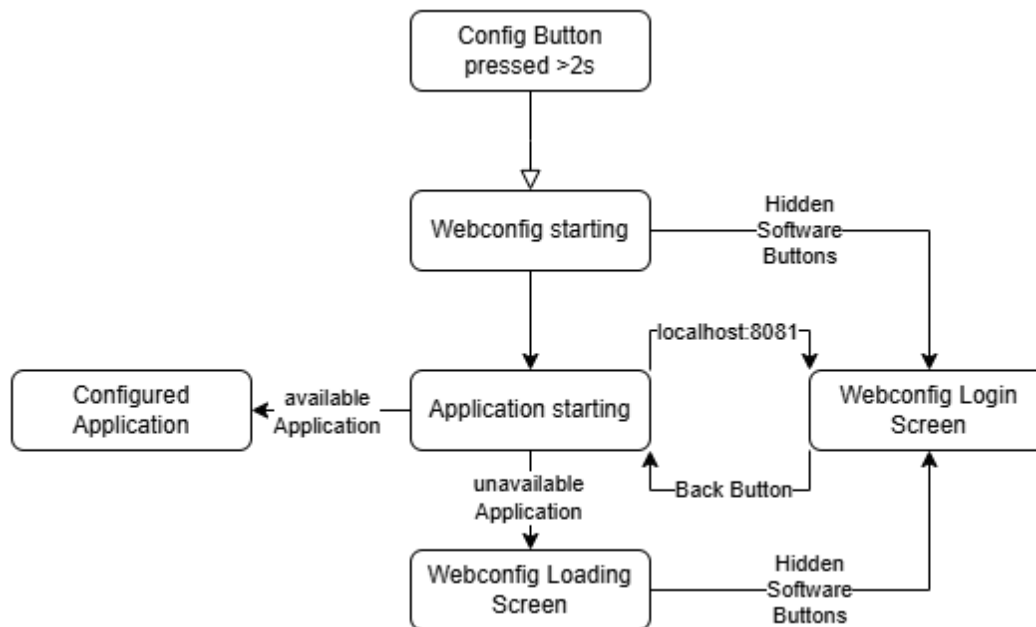 Config Button
pressed >2s
Webconfig starting
Hidden
Software
Buttons
localhost:8081
Configured
Application
available
Application
Application starting
Webconfig Login
Screen
unavailable
Application
Back Button
Webconfig Loading
Screen
Hidden
Software
Buttons